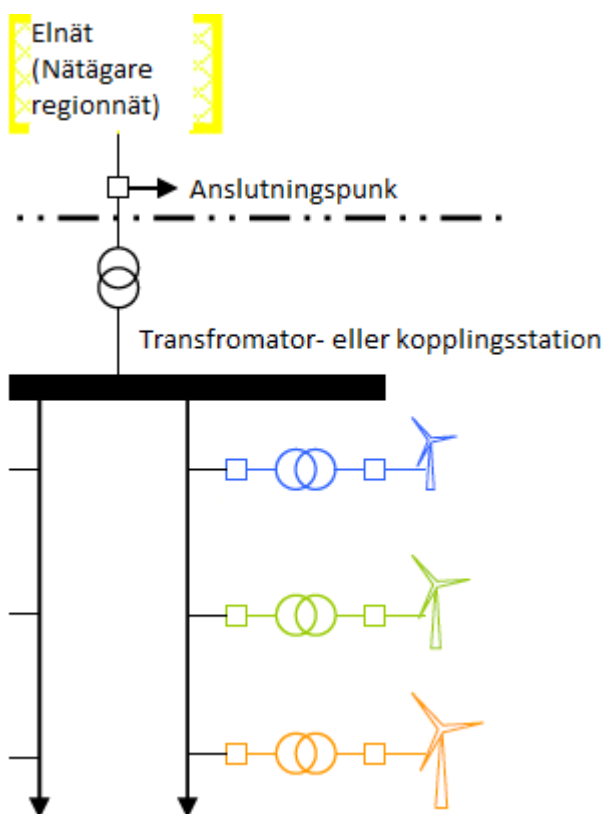 Elnät
(Nätägare
regionnät)
Anslutningspunk
Transfromator- eller kopplingsstation